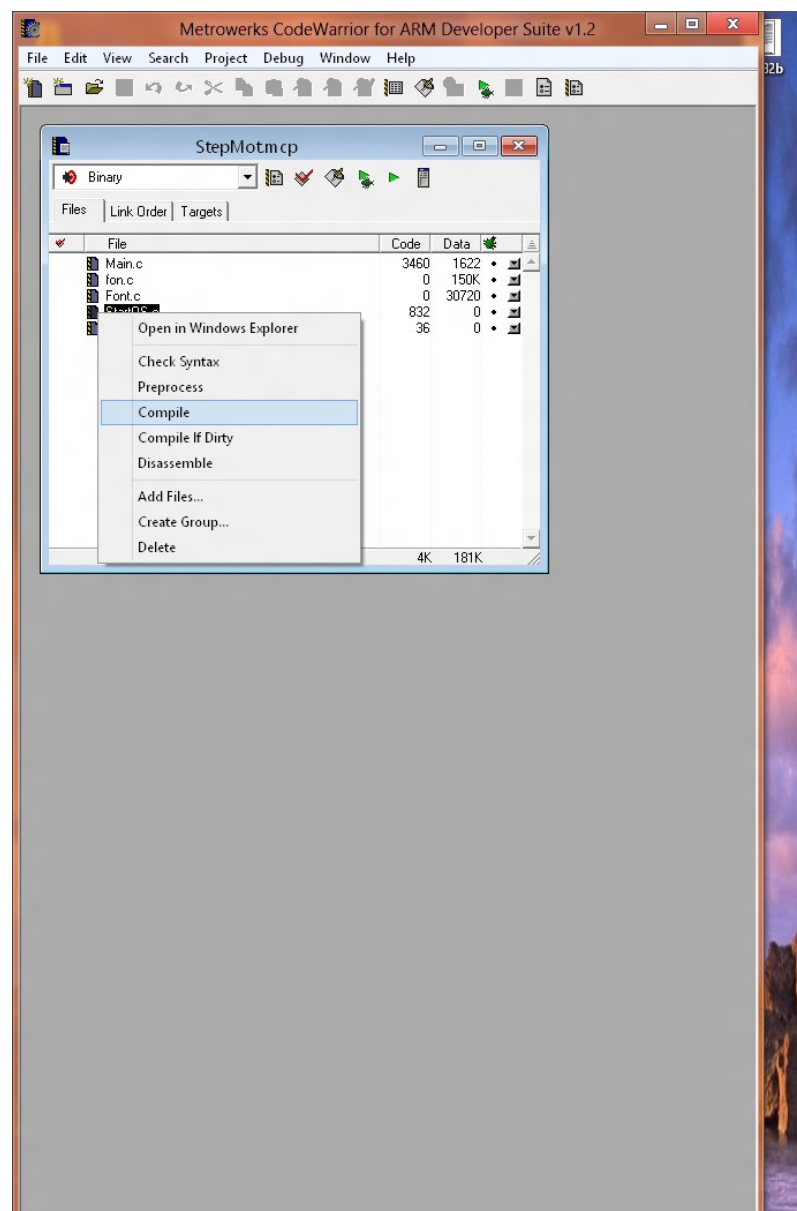 Metrowerks CodeWarrior for ARM Developer Suite v1.2
File Edit View Search Project Debug Window Help
32b
StepMot.mcp
Binary
Files Link Order Targets
File Code Data
Main.c 3460 1622
fon.c 0 150K
Font.c 0 30720
832 0
36 0
Open in Windows Explorer
Check Syntax
Preprocess
Compile
Compile If Dirty
Disassemble
Add Files...
Create Group...
Delete
4K 181K